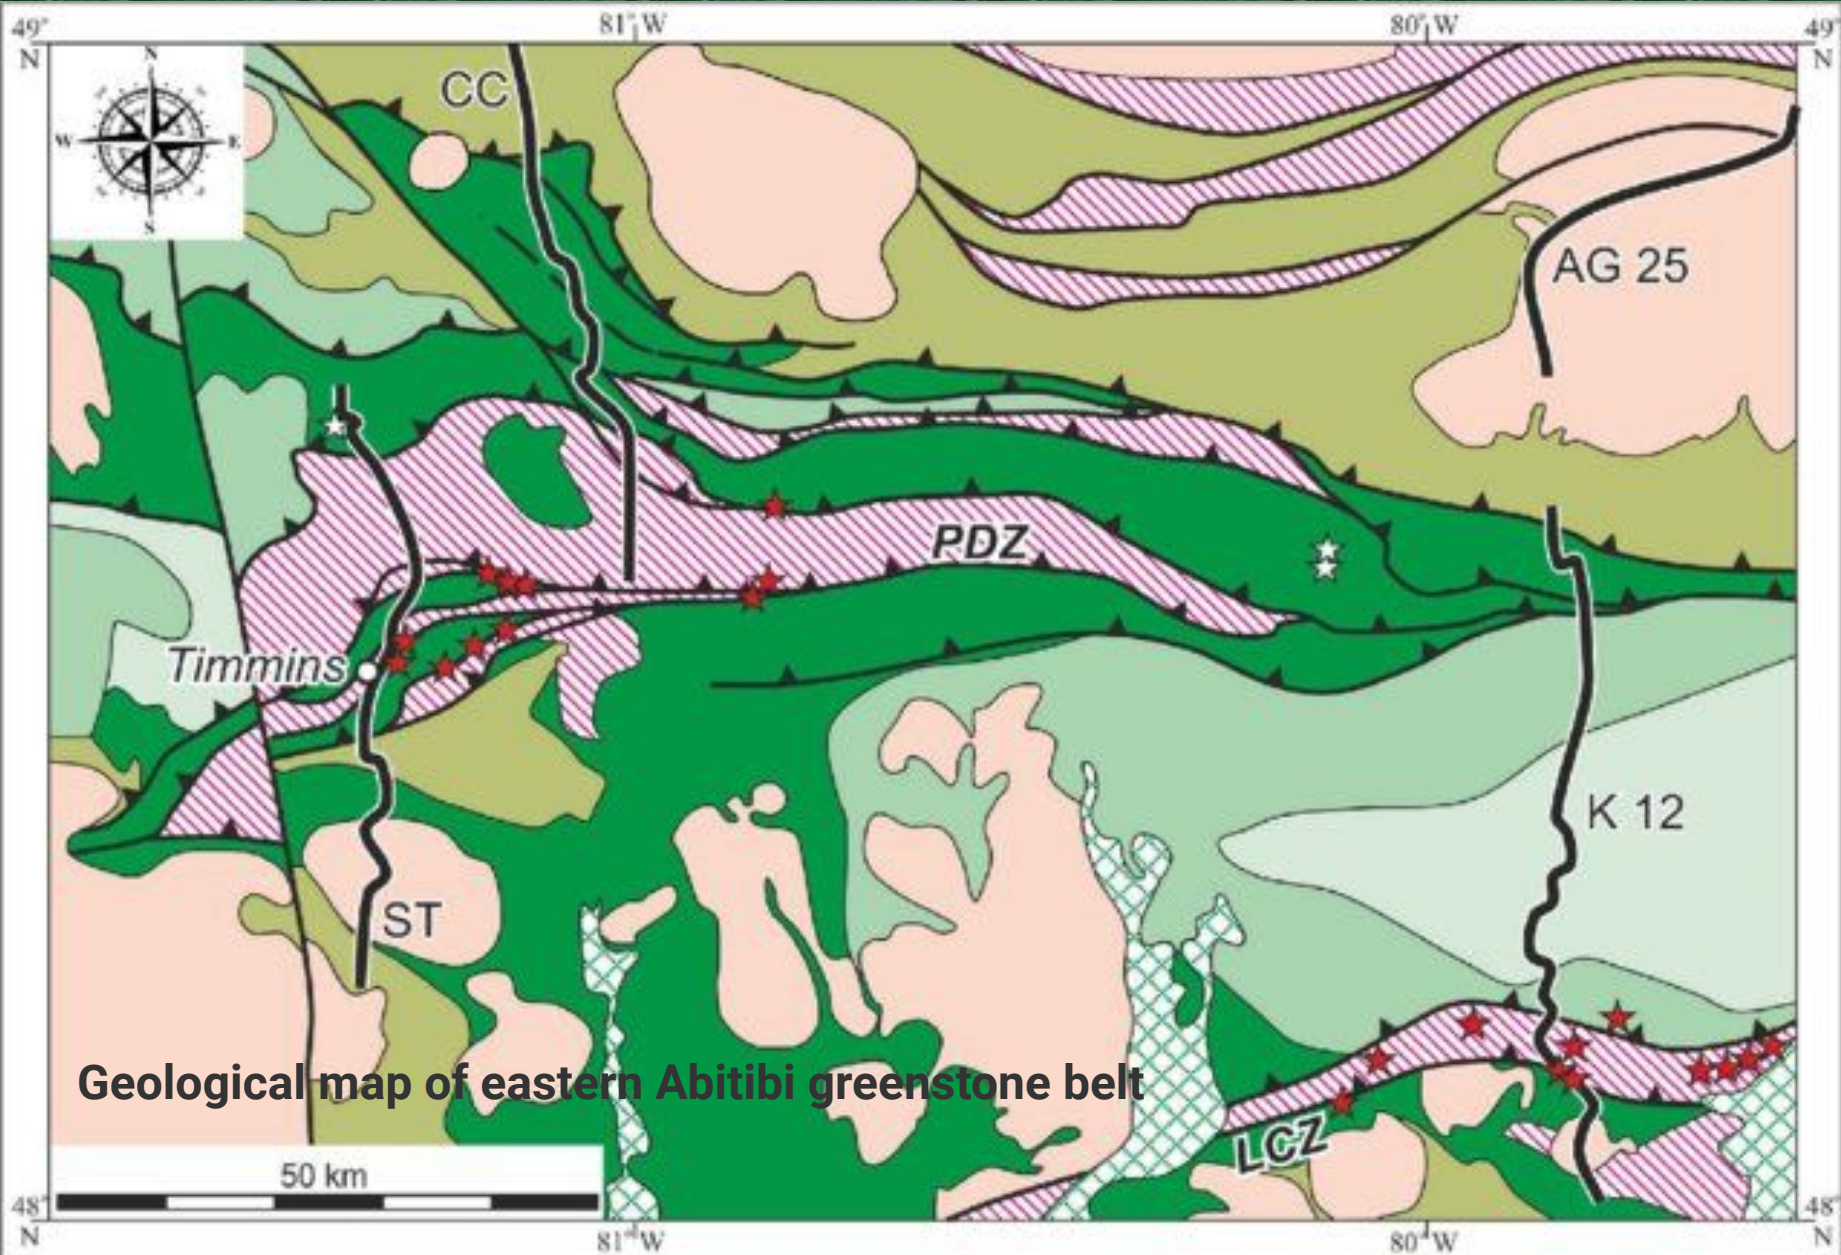 81°W 80°W
49° 49°
N N
N
W E
S
CC
AG 25
PDZ
Timmins
K 12
ST
Geological map of eastern Abitibi greenstone belt
50 km
LCZ
48° 48°
N N
81°W 80°W